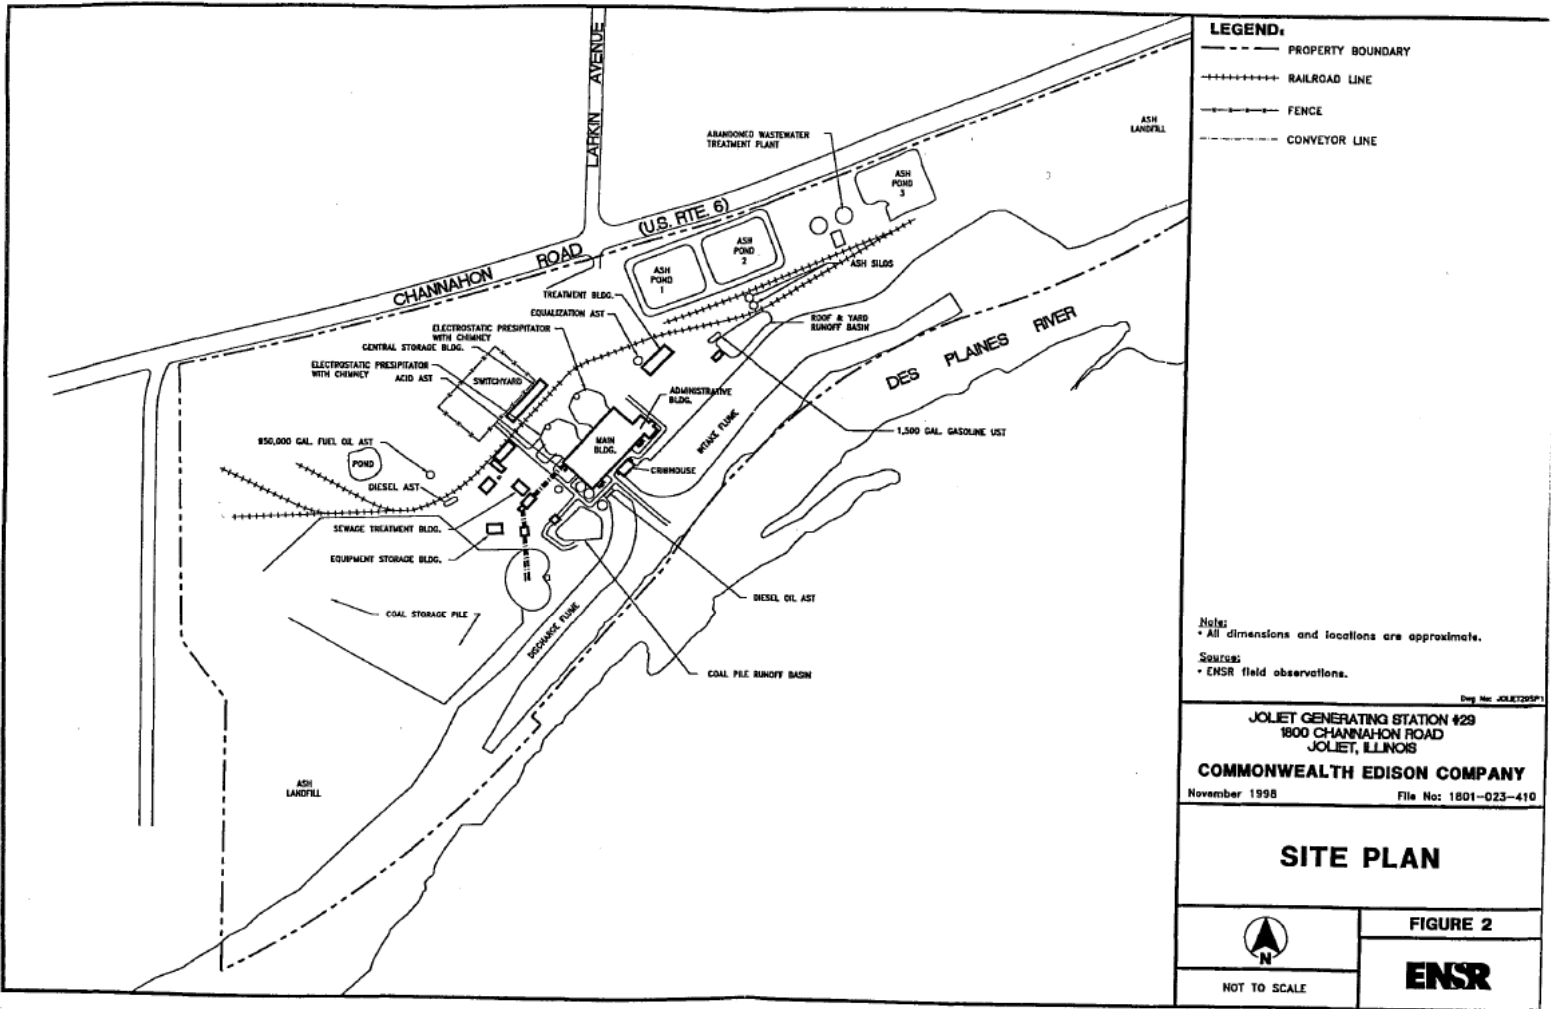 LARKIN AVENUE
CHANNAHON ROAD (U.S. RTE. 6)
ABANDONED WASTEWATER
TREATMENT PLANT
ASH
LANDFILL
ASH
POND
3
ASH
POND
2
ASH
POND
1
ASH SILOS
TREATMENT BLDG.
EQUALIZATION AST
ROOF & YARD
RUNOFF BASIN
ELECTROSTATIC PRESIPITATOR
WITH CHIMNEY
CENTRAL STORAGE BLDG.
ELECTROSTATIC PRESIPITATOR
WITH CHIMNEY
ACID AST
SWITCHYARD
ADMINISTRATIVE
BLDG.
DES PLAINES RIVER
INTAKE FLUME
1,500 GAL. GASOLINE UST
MAIN
BLDG.
CRIBHOUSE
950,000 GAL. FUEL OIL AST
POND
DIESEL AST
SEWAGE TREATMENT BLDG.
EQUIPMENT STORAGE BLDG.
COAL STORAGE PILE
DISCHARGE FLUME
DIESEL OIL AST
COAL PILE RUNOFF BASIN
ASH
LANDFILL
LEGEND:
PROPERTY BOUNDARY
RAILROAD LINE
FENCE
CONVEYOR LINE
Note:
• All dimensions and locations are approximate.
Source:
• ENSR field observations.
Dwg No: JOLIET29SP1
JOLIET GENERATING STATION #29
1800 CHANNAHON ROAD
JOLIET, ILLINOIS
COMMONWEALTH EDISON COMPANY
November 1998 File No: 1801-023-410
SITE PLAN
N
NOT TO SCALE
FIGURE 2
ENSR